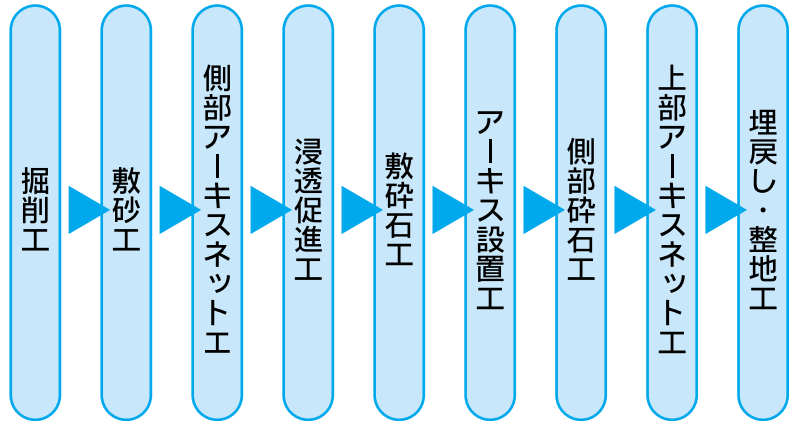 掘削工
敷砂工
側部アーキスネット工
浸透促進工
敷砕石工
アーキス設置工
側部砕石工
上部アーキスネット工
埋戻し・整地工